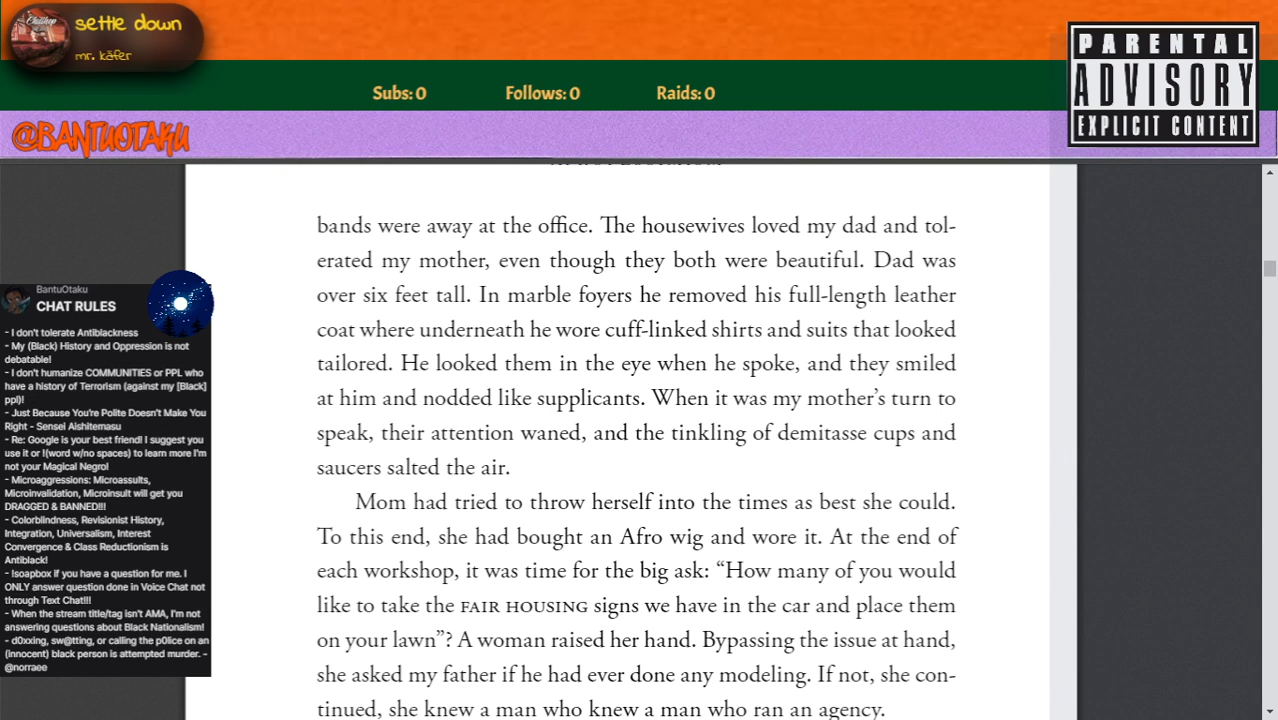 settle down
mr. käfer
PARENTAL
ADVISORY
EXPLICIT CONTENT
Subs: 0
Follows: 0
Raids: 0
@BANTUOTAKU
bands were away at the office. The housewives loved my dad and tol-
erated my mother, even though they both were beautiful. Dad was
over six feet tall. In marble foyers he removed his full-length leather
coat where underneath he wore cuff-linked shirts and suits that looked
tailored. He looked them in the eye when he spoke, and they smiled
at him and nodded like supplicants. When it was my mother's turn to
speak, their attention waned, and the tinkling of demitasse cups and
saucers salted the air.
Mom had tried to throw herself into the times as best she could.
To this end, she had bought an Afro wig and wore it. At the end of
each workshop, it was time for the big ask: “How many of you would
like to take the FAIR HOUSING signs we have in the car and place them
on your lawn”? A woman raised her hand. Bypassing the issue at hand,
she asked my father if he had ever done any modeling. If not, she con-
tinued, she knew a man who knew a man who ran an agency.
BantuOtaku
CHAT RULES
- I don't tolerate Antiblackness
- My (Black) History and Oppression is not
debatable!
- I don't humanize COMMUNITIES or PPL who
have a history of Terrorism (against my [Black]
ppl)!
- Just Because You're Polite Doesn't Make You
Right - Sensei Aishitemasu
- Re: Google is your best friend! I suggest you
use it or !(word w/no spaces) to learn more I'm
not your Magical Negro!
- Microaggressions: Microassults,
Microinvalidation, Microinsult will get you
DRAGGED & BANNED!!!
- Colorblindness, Revisionist History,
Integration, Universalism, Interest
Convergence & Class Reductionism is
Antiblack!
- !soapbox if you have a question for me. I
ONLY answer question done in Voice Chat not
through Text Chat!!!
- When the stream title/tag isn't AMA, I'm not
answering questions about Black Nationalism!
- d0xxing, sw@tting, or calling the p0lice on an
(innocent) black person is attempted murder. -
@norraee